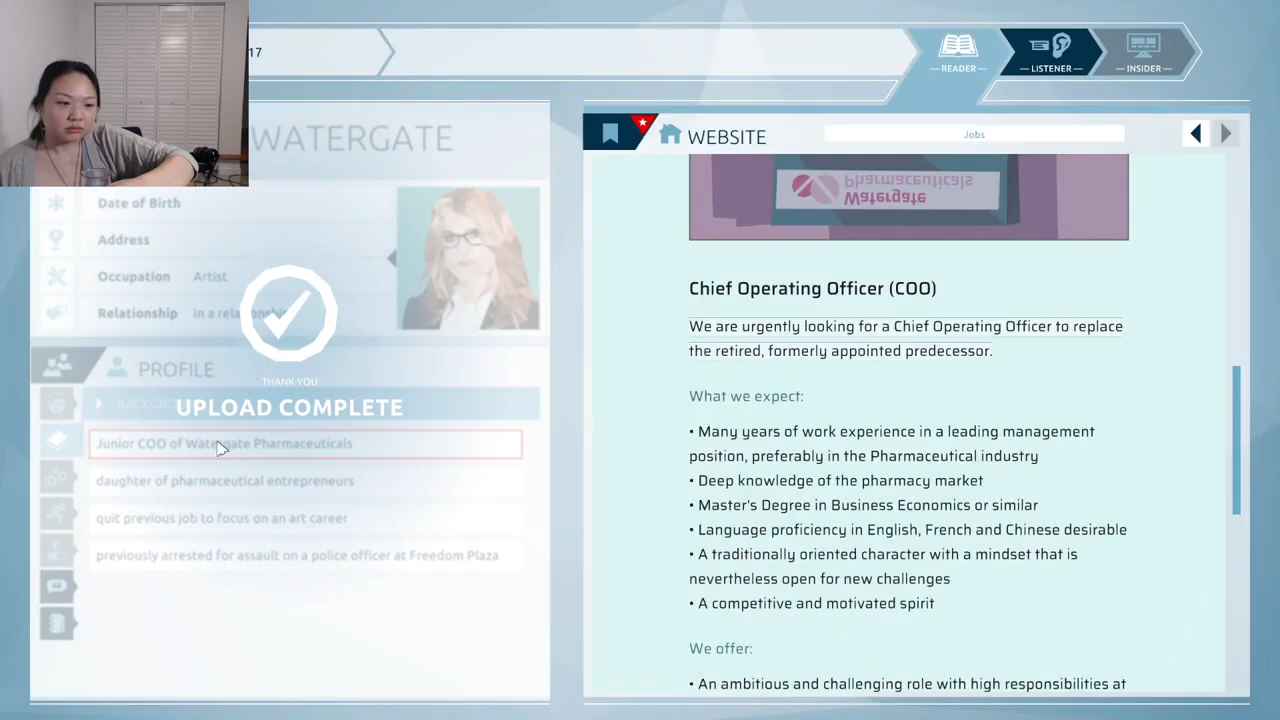 17
READER
LISTENER
INSIDER
WATERGATE
Date of Birth
Address
Occupation Artist
Relationship in a relationship
PROFILE
THANK YOU
UPLOAD COMPLETE
Junior COO of Watergate Pharmaceuticals
daughter of pharmaceutical entrepreneurs
quit previous job to focus on an art career
previously arrested for assault on a police officer at Freedom Plaza
WEBSITE
Jobs
Pharmaceuticals
Watergate
Chief Operating Officer (COO)
We are urgently looking for a Chief Operating Officer to replace
the retired, formerly appointed predecessor.
What we expect:
• Many years of work experience in a leading management
position, preferably in the Pharmaceutical industry
• Deep knowledge of the pharmacy market
• Master's Degree in Business Economics or similar
• Language proficiency in English, French and Chinese desirable
• A traditionally oriented character with a mindset that is
nevertheless open for new challenges
• A competitive and motivated spirit
We offer:
• An ambitious and challenging role with high responsibilities at